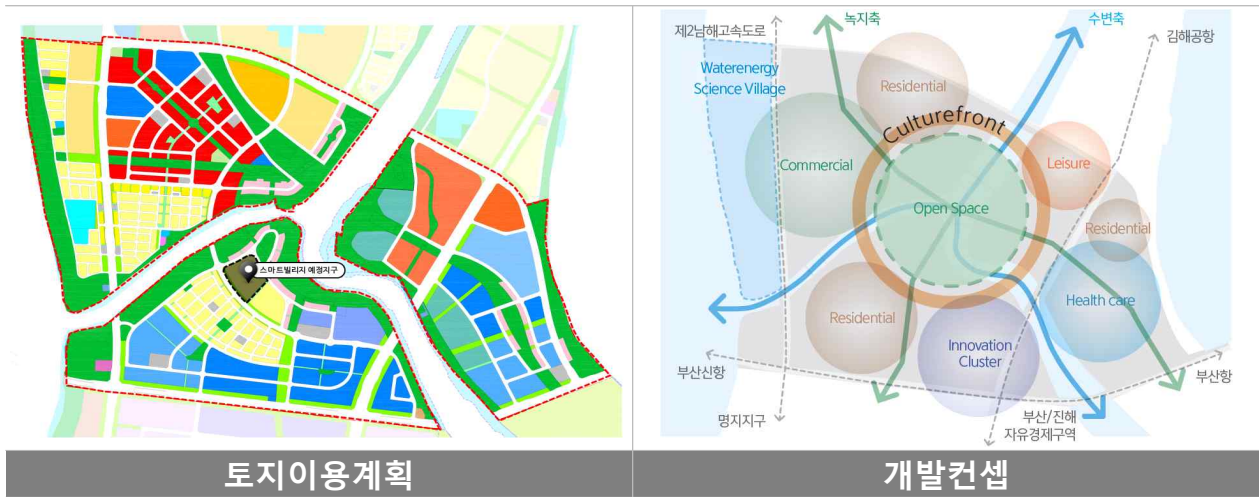 스마트빌리지 예정지구
토지이용계획
제2남해고속도로
녹지축
수변축
김해공항
Waterenergy
Science Village
Residential
Culturefront
Commercial
Leisure
Open Space
Residential
Residential
Health care
Innovation
Cluster
부산신항
부산항
명지지구
부산/진해
자유경제구역
개발컨셉